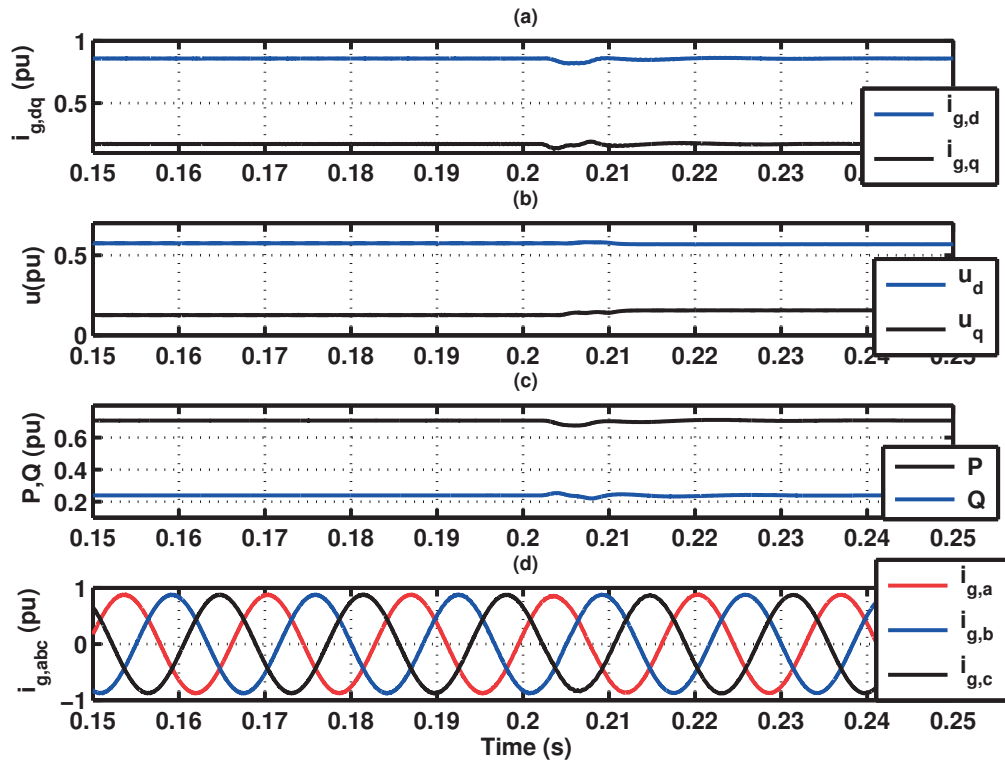 (a)
i_g,dq (pu)
1
0.5
i_g,d
i_g,q
0.15 0.16 0.17 0.18 0.19 0.2 0.21 0.22 0.23 0.25
(b)
u(pu)
0.5
0
u_d
u_q
0.15 0.16 0.17 0.18 0.19 0.2 0.21 0.22 0.23 0.24 0.25
(c)
P,Q (pu)
0.6
0.4
0.2
P
Q
0.15 0.16 0.17 0.18 0.19 0.2 0.21 0.22 0.23 0.24 0.25
(d)
i_g,abc (pu)
1
0
−1
i_g,a
i_g,b
i_g,c
0.15 0.16 0.17 0.18 0.19 0.2 0.21 0.22 0.23 0.24 0.25
Time (s)